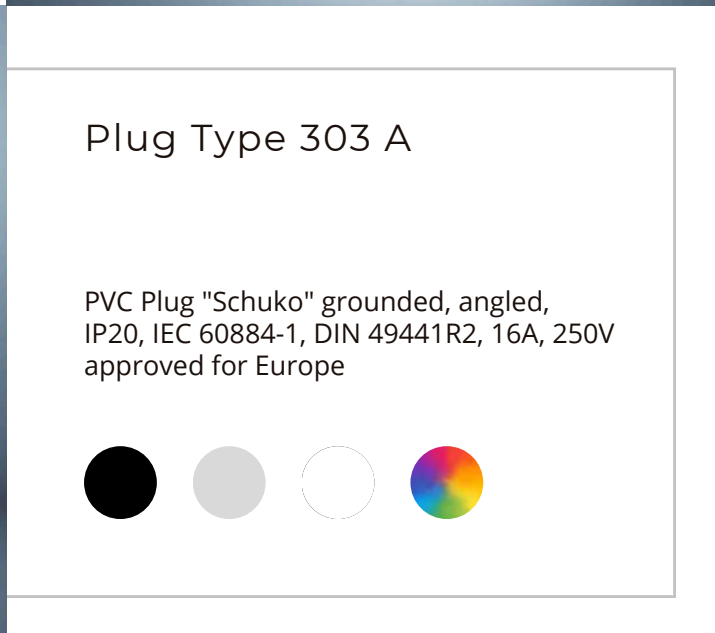 Plug Type 303 A
PVC Plug "Schuko" grounded, angled,
IP20, IEC 60884-1, DIN 49441R2, 16A, 250V
approved for Europe